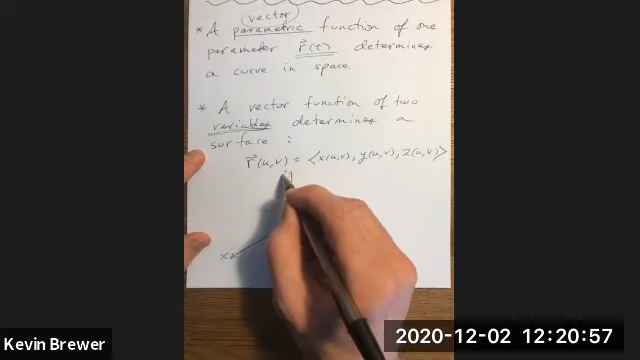 (vector)
* A parametric function of one
parameter r⃗(t) determines
a curve in space.
* A vector function of two
variables determines a
surface :
r⃗(u,v) = ⟨x(u,v), y(u,v), z(u,v)⟩
x
Kevin Brewer
2020-12-02 12:20:57